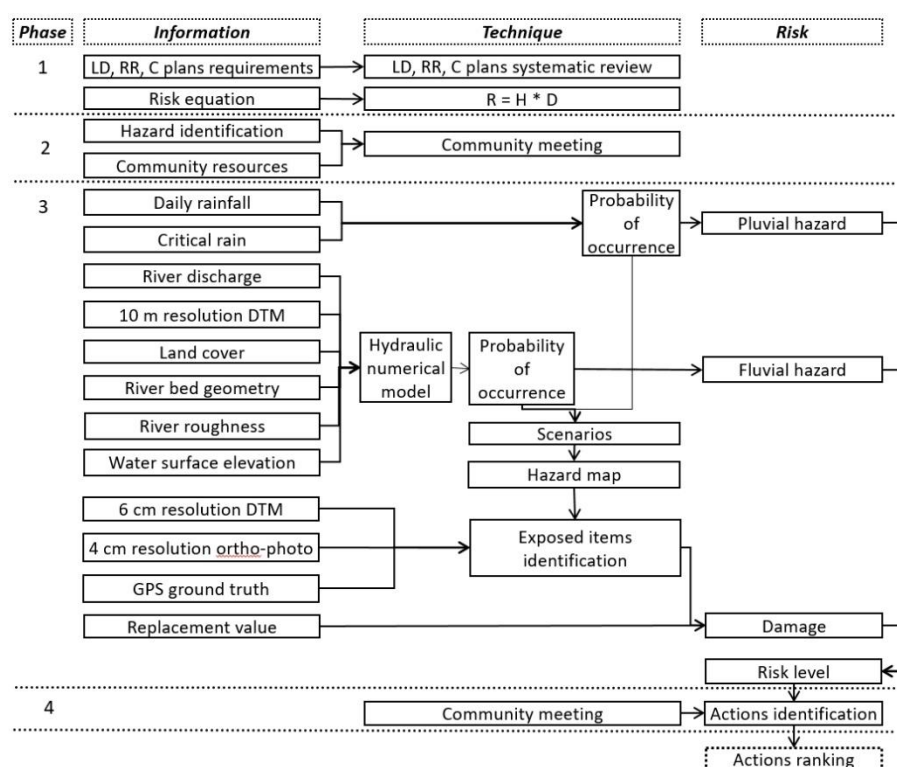 Phase
Information
Technique
Risk
1
LD, RR, C plans requirements
LD, RR, C plans systematic review
Risk equation
R = H * D
2
Hazard identification
Community resources
Community meeting
3
Daily rainfall
Critical rain
Probability
of
occurrence
Pluvial hazard
River discharge
10 m resolution DTM
Land cover
River bed geometry
River roughness
Water surface elevation
Hydraulic
numerical
model
Probability
of
occurrence
Fluvial hazard
Scenarios
Hazard map
6 cm resolution DTM
4 cm resolution ortho-photo
GPS ground truth
Exposed items
identification
Replacement value
Damage
Risk level
4
Community meeting
Actions identification
Actions ranking